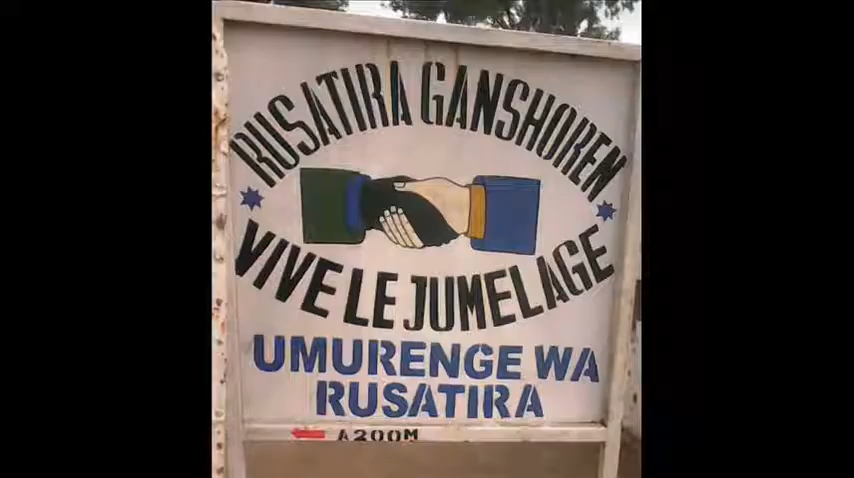 RUSATIRA GANSHOREN
VIVE LE JUMELAGE
UMURENGE WA
RUSATIRA
A200M